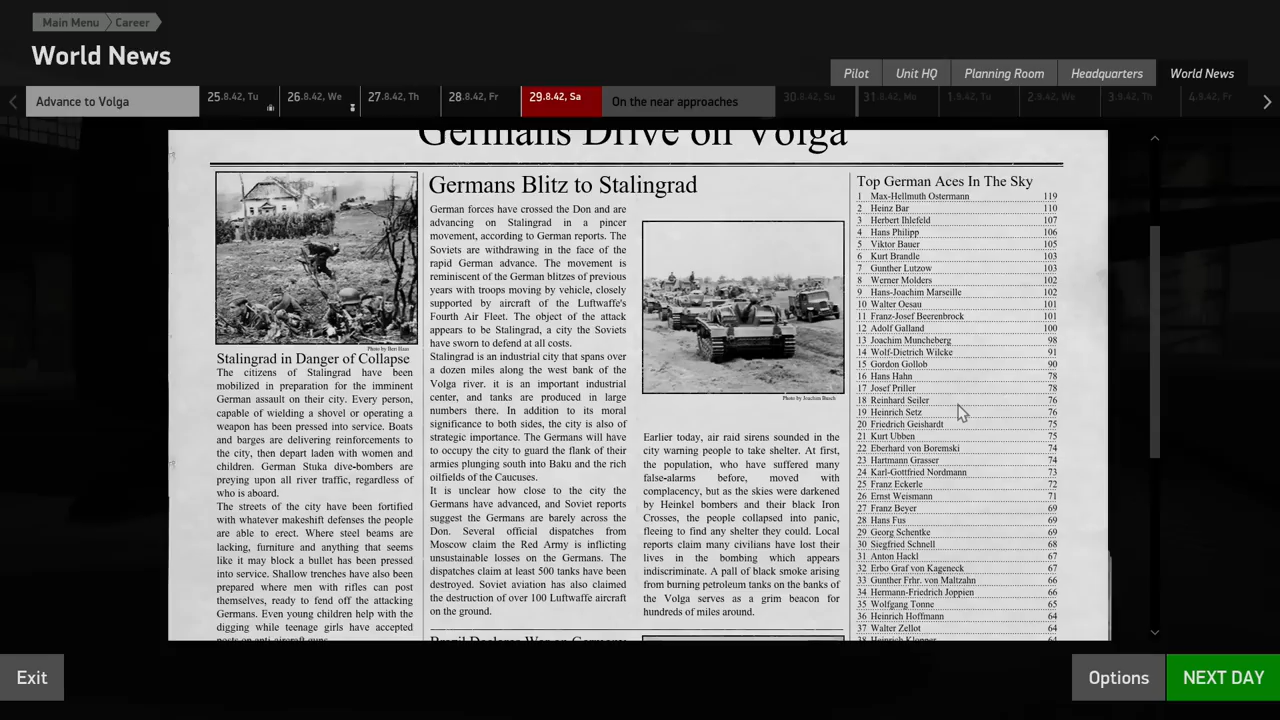 Main Menu
Career
World News
Pilot
Unit HQ
Planning Room
Headquarters
World News
Advance to Volga
25.8.42, Tu
26.8.42, We
27.8.42, Th
28.8.42, Fr
29.8.42, Sa
On the near approaches
30.8.42, Su
31.8.42, Mo
1.9.42, Tu
2.9.42, We
3.9.42, Th
4.9.42, Fr
Germans Drive on Volga
Photo by Bert Haas
Stalingrad in Danger of Collapse
The citizens of Stalingrad have been
mobilized in preparation for the imminent
German assault on their city. Every person,
capable of wielding a shovel or operating a
weapon has been pressed into service. Boats
and barges are delivering reinforcements to
the city, then depart laden with women and
children. German Stuka dive-bombers are
preying upon all river traffic, regardless of
who is aboard.
The streets of the city have been fortified
with whatever makeshift defenses the people
are able to erect. Where steel beams are
lacking, furniture and anything that seems
like it may block a bullet has been pressed
into service. Shallow trenches have also been
prepared where men with rifles can post
themselves, ready to fend off the attacking
Germans. Even young children help with the
digging while teenage girls have accepted
posts on anti-aircraft guns.
Germans Blitz to Stalingrad
German forces have crossed the Don and are
advancing on Stalingrad in a pincer
movement, according to German reports. The
Soviets are withdrawing in the face of the
rapid German advance. The movement is
reminiscent of the German blitzes of previous
years with troops moving by vehicle, closely
supported by aircraft of the Luftwaffe's
Fourth Air Fleet. The object of the attack
appears to be Stalingrad, a city the Soviets
have sworn to defend at all costs.
Stalingrad is an industrial city that spans over
a dozen miles along the west bank of the
Volga river. it is an important industrial
center, and tanks are produced in large
numbers there. In addition to its moral
significance to both sides, the city is also of
strategic importance. The Germans will have
to occupy the city to guard the flank of their
armies plunging south into Baku and the rich
oilfields of the Caucuses.
It is unclear how close to the city the
Germans have advanced, and Soviet reports
suggest the Germans are barely across the
Don. Several official dispatches from
Moscow claim the Red Army is inflicting
unsustainable losses on the Germans. The
dispatches claim at least 500 tanks have been
destroyed. Soviet aviation has also claimed
the destruction of over 100 Luftwaffe aircraft
on the ground.
Brazil Declares War on Germany
Photo by Joachim Busch
Earlier today, air raid sirens sounded in the
city warning people to take shelter. At first,
the population, who have suffered many
false-alarms before, moved with
complacency, but as the skies were darkened
by Heinkel bombers and their black Iron
Crosses, the people collapsed into panic,
fleeing to find any shelter they could. Local
reports claim many civilians have lost their
lives in the bombing which appears
indiscriminate. A pall of black smoke arising
from burning petroleum tanks on the banks of
the Volga serves as a grim beacon for
hundreds of miles around.
Top German Aces In The Sky
1 Max-Hellmuth Ostermann 119
2 Heinz Bar 110
3 Herbert Ihlefeld 107
4 Hans Philipp 106
5 Viktor Bauer 105
6 Kurt Brandle 103
7 Gunther Lutzow 103
8 Werner Molders 102
9 Hans-Joachim Marseille 102
10 Walter Oesau 101
11 Franz-Josef Beerenbrock 101
12 Adolf Galland 100
13 Joachim Muncheberg 98
14 Wolf-Dietrich Wilcke 91
15 Gordon Gollob 90
16 Hans Hahn 78
17 Josef Priller 78
18 Reinhard Seiler 76
19 Heinrich Setz 76
20 Friedrich Geishardt 75
21 Kurt Ubben 75
22 Eberhard von Boremski 74
23 Hartmann Grasser 74
24 Karl-Gottfried Nordmann 73
25 Franz Eckerle 72
26 Ernst Weismann 71
27 Franz Beyer 69
28 Hans Fus 69
29 Georg Schentke 69
30 Siegfried Schnell 68
31 Anton Hackl 67
32 Erbo Graf von Kageneck 67
33 Gunther Frhr. von Maltzahn 66
34 Hermann-Friedrich Joppien 66
35 Wolfgang Tonne 65
36 Heinrich Hoffmann 64
37 Walter Zellot 64
38 Heinrich Klopper 64
Exit
Options
NEXT DAY